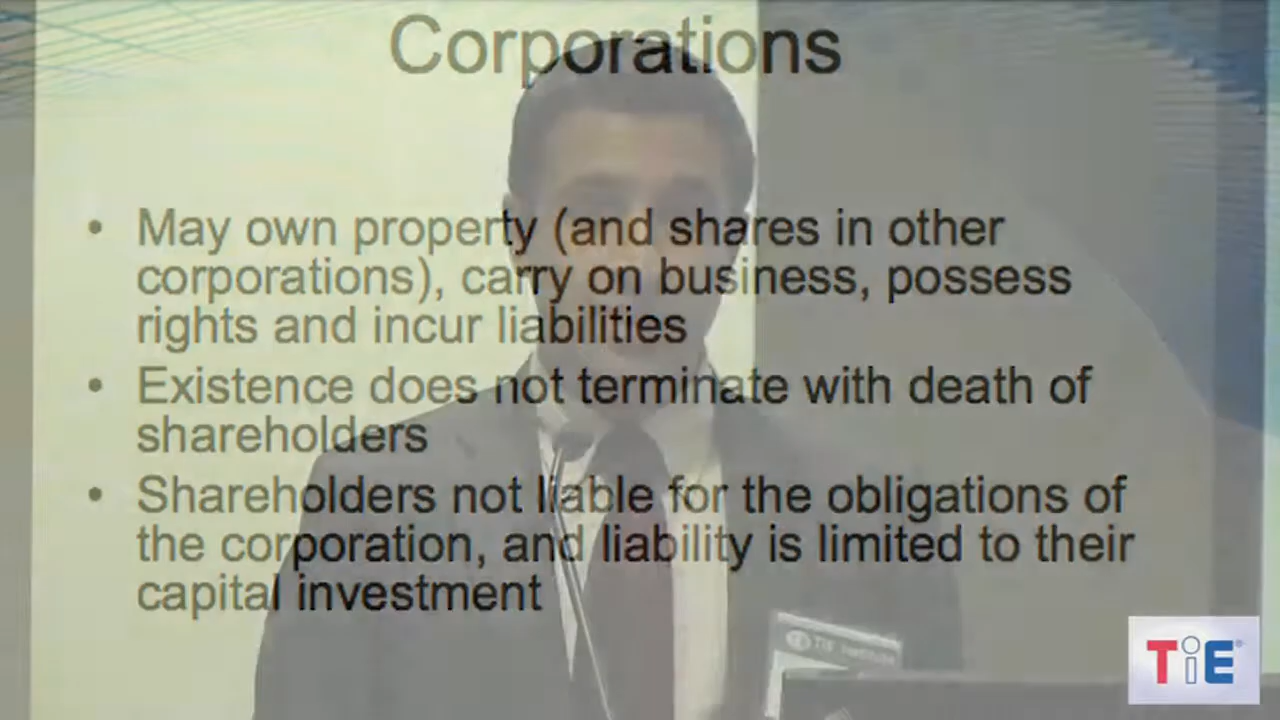 Corporations
• May own property (and shares in other
corporations), carry on business, possess
rights and incur liabilities
• Existence does not terminate with death of
shareholders
• Shareholders not liable for the obligations of
the corporation, and liability is limited to their
capital investment
TiE Institute
TiE®